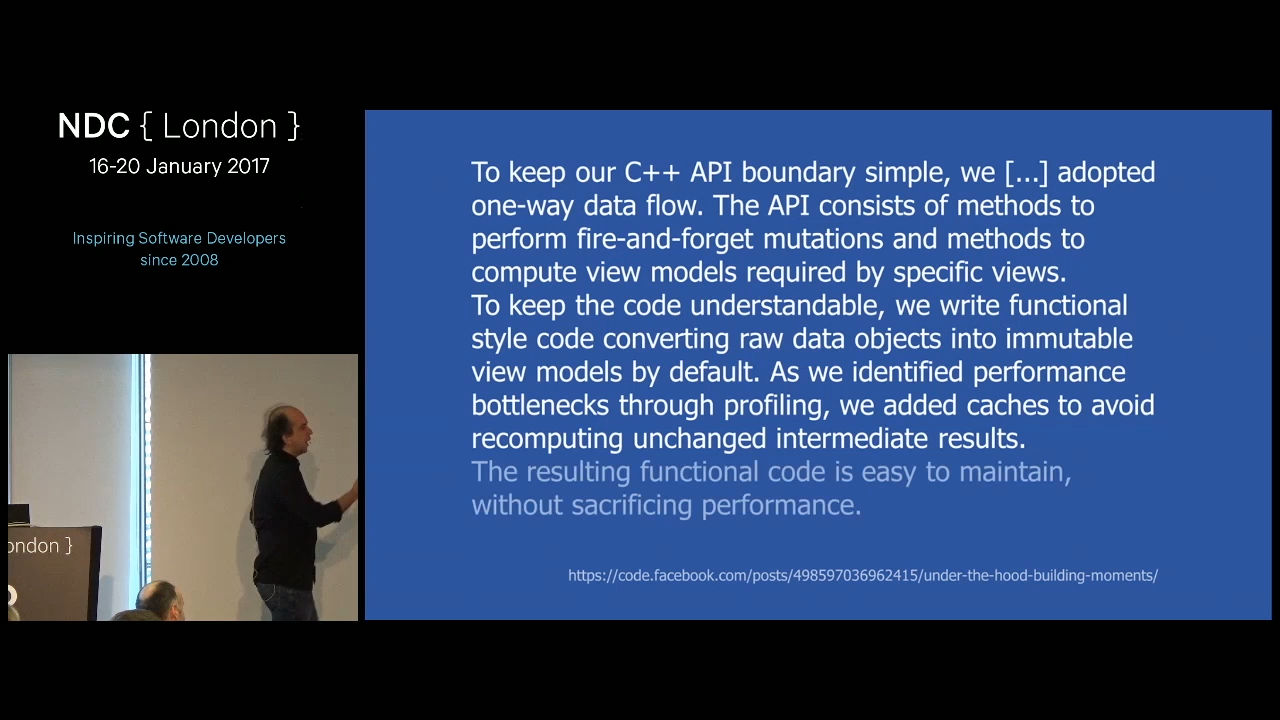 NDC { London }
16-20 January 2017
Inspiring Software Developers
since 2008
ondon }
To keep our C++ API boundary simple, we [...] adopted
one-way data flow. The API consists of methods to
perform fire-and-forget mutations and methods to
compute view models required by specific views.
To keep the code understandable, we write functional
style code converting raw data objects into immutable
view models by default. As we identified performance
bottlenecks through profiling, we added caches to avoid
recomputing unchanged intermediate results.
The resulting functional code is easy to maintain,
without sacrificing performance.
https://code.facebook.com/posts/498597036962415/under-the-hood-building-moments/